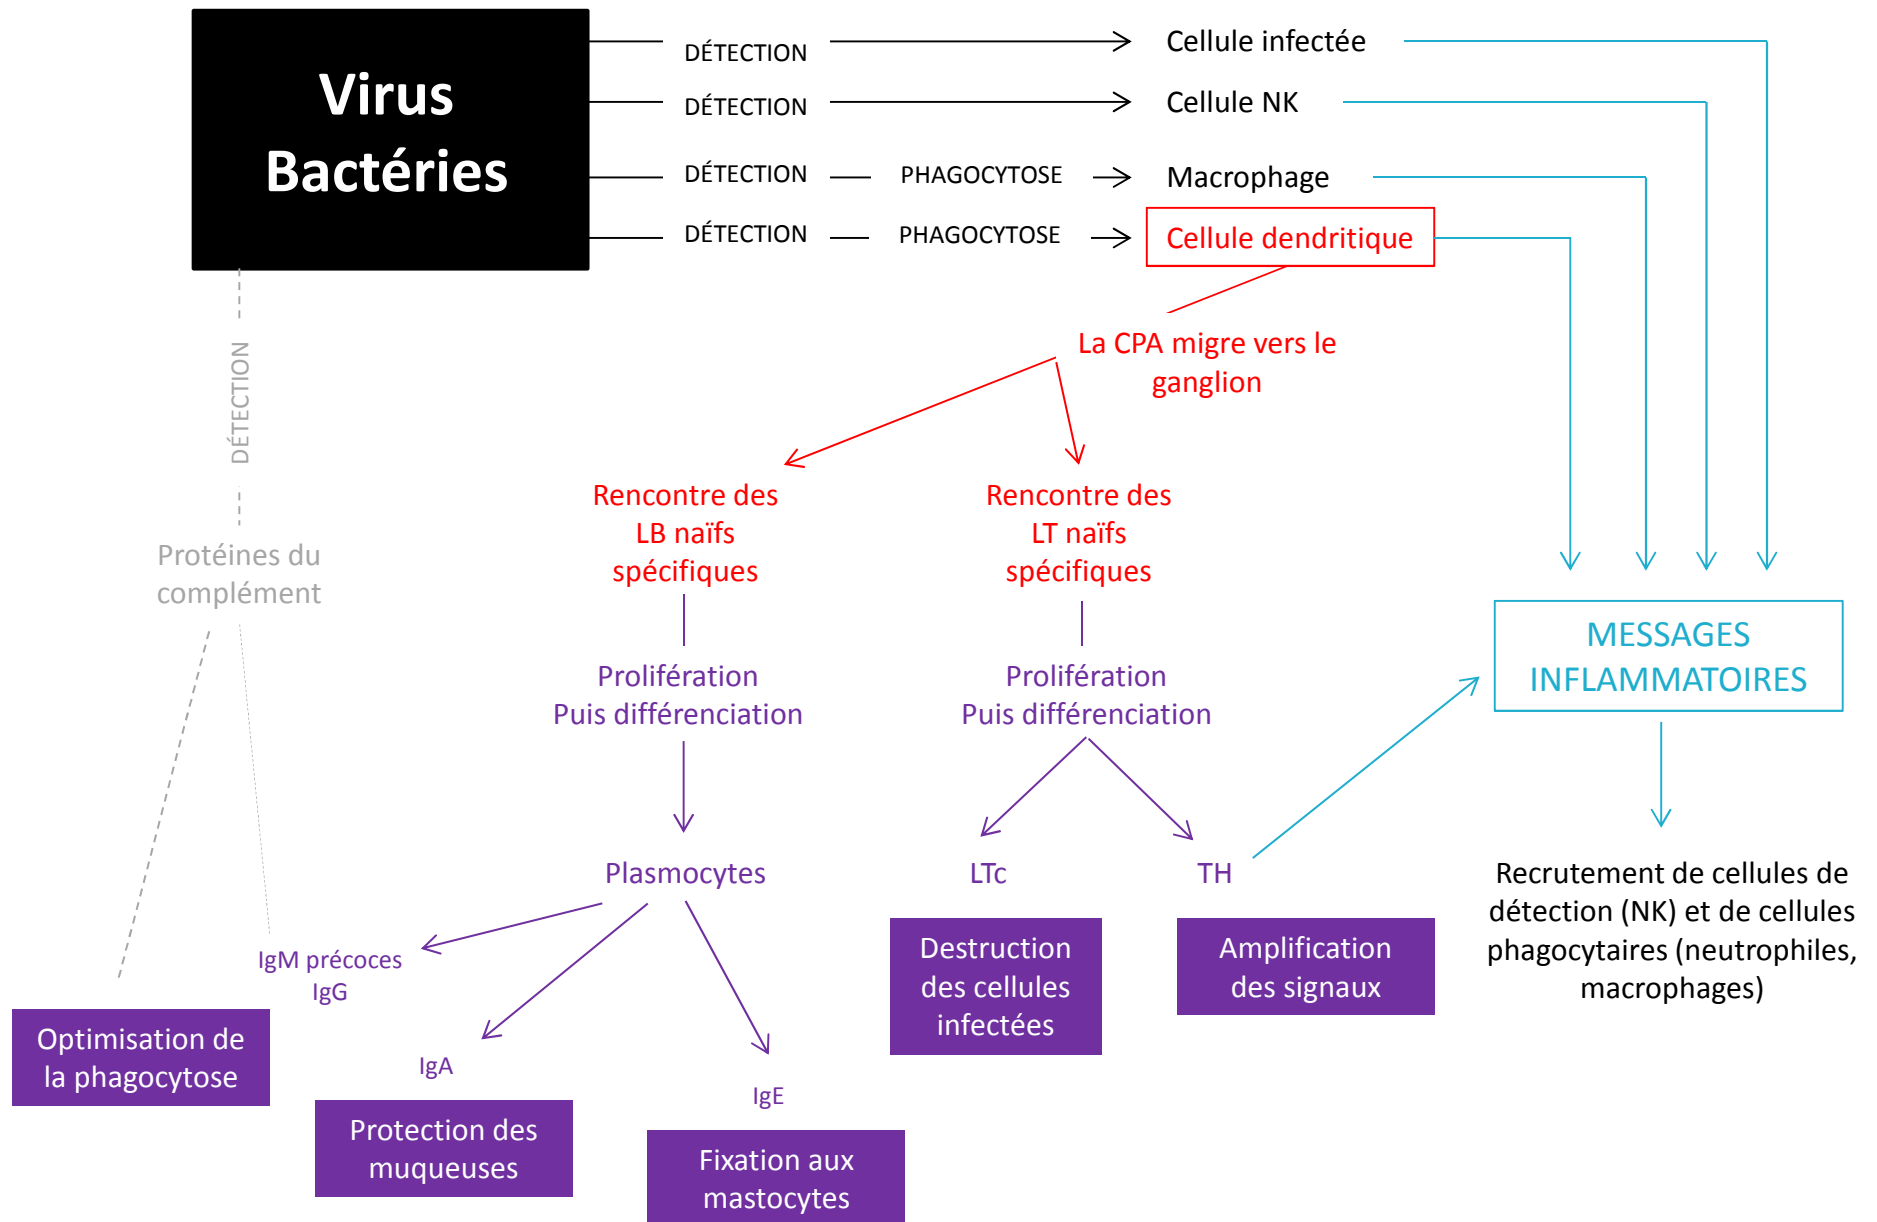 Virus
Bactéries
DÉTECTION
Cellule infectée
DÉTECTION
Cellule NK
DÉTECTION
PHAGOCYTOSE
Macrophage
DÉTECTION
PHAGOCYTOSE
Cellule dendritique
La CPA migre vers le
ganglion
DÉTECTION
Rencontre des
LB naïfs
spécifiques
Rencontre des
LT naïfs
spécifiques
Protéines du
complément
MESSAGES
INFLAMMATOIRES
Prolifération
Puis différenciation
Prolifération
Puis différenciation
Plasmocytes
LTc
TH
Recrutement de cellules de
détection (NK) et de cellules
phagocytaires (neutrophiles,
macrophages)
Destruction
des cellules
infectées
Amplification
des signaux
IgM précoces
IgG
Optimisation de
la phagocytose
IgA
Protection des
muqueuses
IgE
Fixation aux
mastocytes